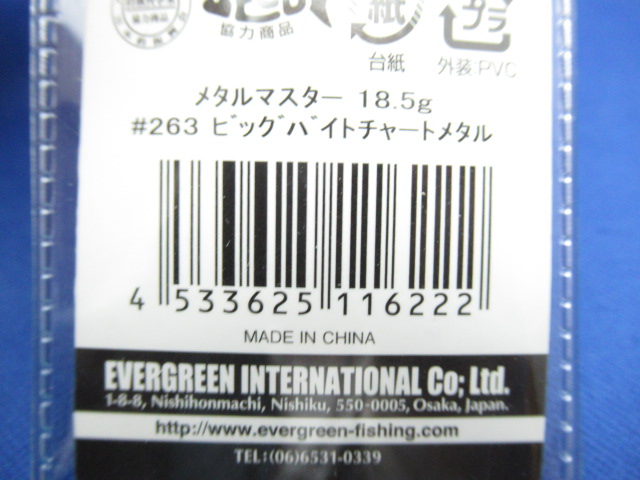 協力商品
紙
プラ
台紙
外装:PVC
メタルマスター 18.5g
#263 ビッグバイトチャートメタル
4 533625 116222
MADE IN CHINA
EVERGREEN INTERNATIONAL Co; Ltd.
1-8-8, Nishihonmachi, Nishiku, 550-0005, Osaka, Japan.
http://www.evergreen-fishing.com
TEL:(06)6531-0339